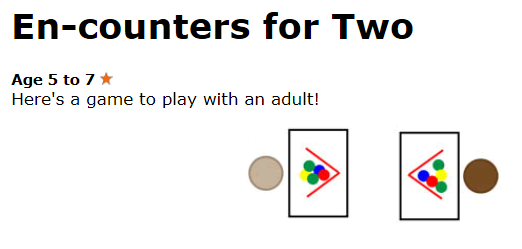 En-counters for Two
Age 5 to 7
Here's a game to play with an adult!